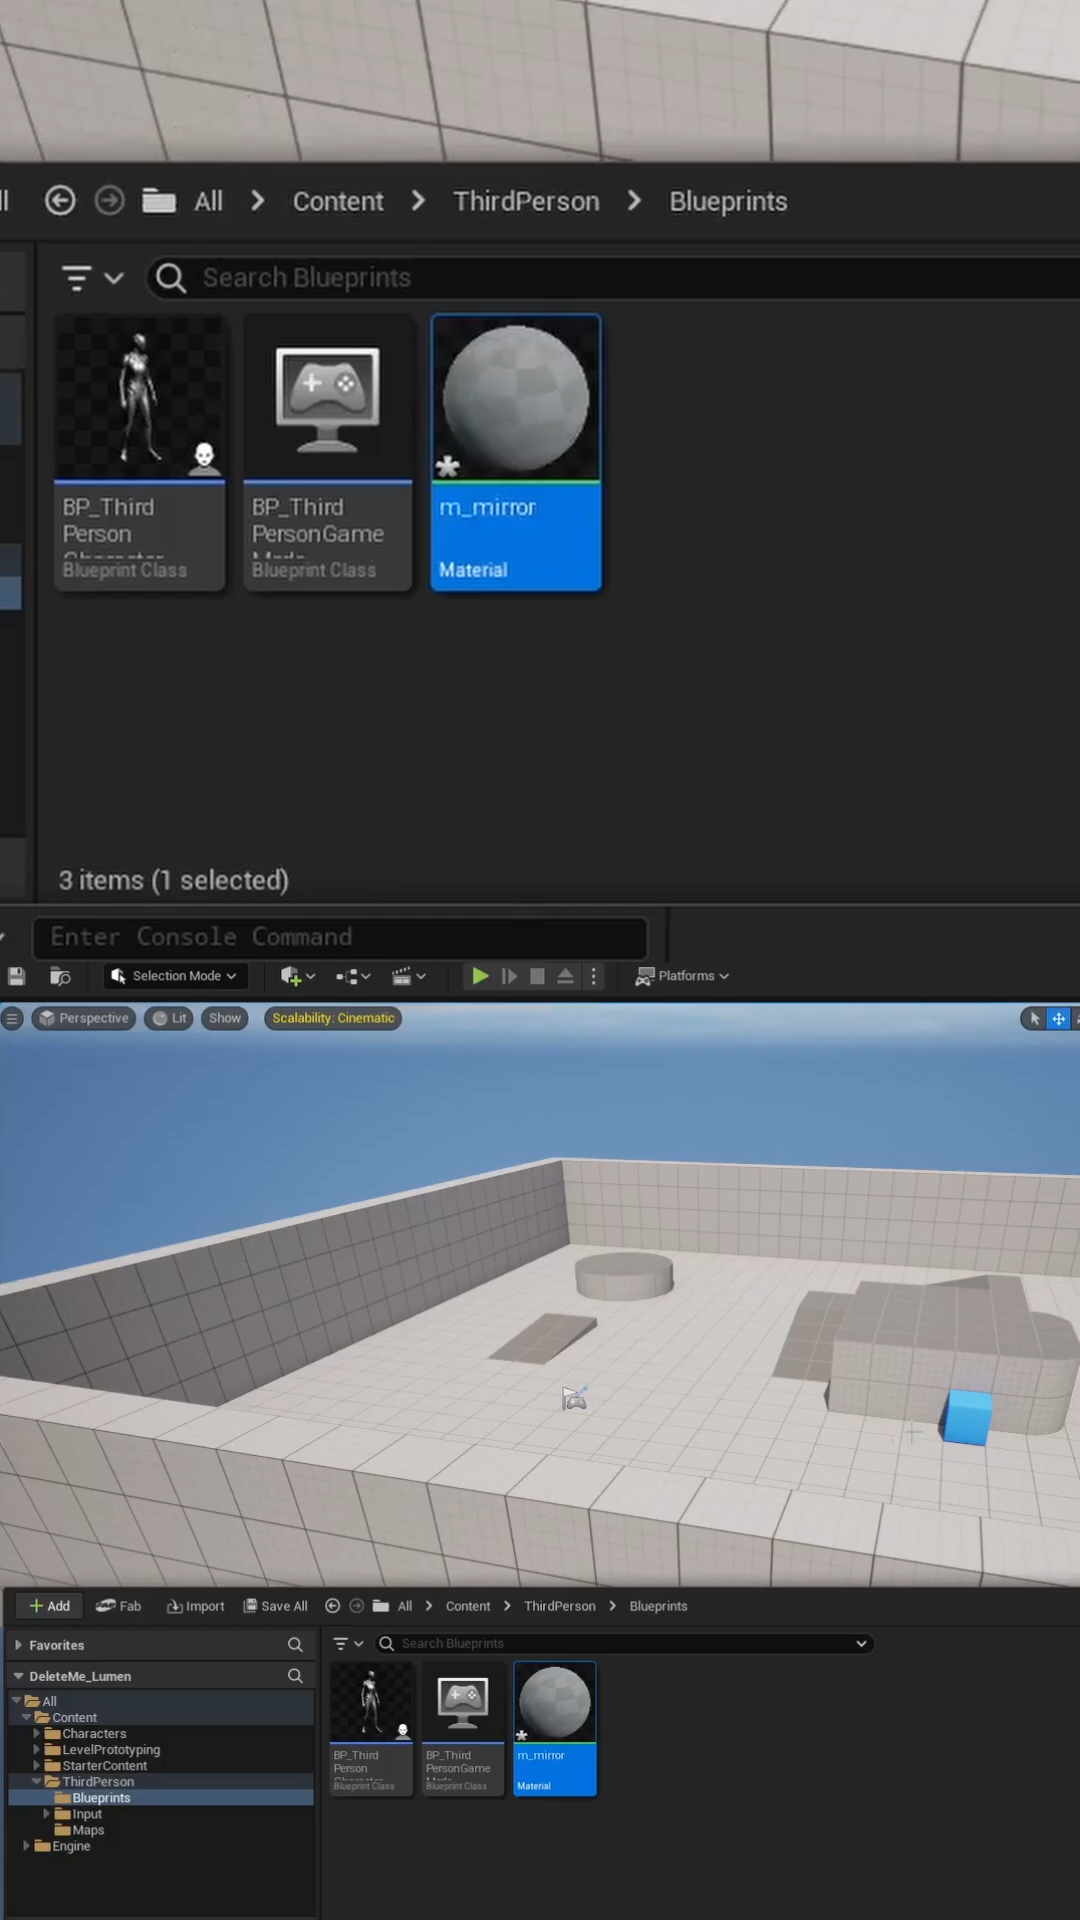 All > Content > ThirdPerson > Blueprints
Search Blueprints
BP_Third
Person
Blueprint Class
BP_Third
PersonGame
Blueprint Class
m_mirror
Material
3 items (1 selected)
Enter Console Command
Selection Mode
Platforms
Perspective
Lit
Show
Scalability: Cinematic
Add
Fab
Import
Save All
All > Content > ThirdPerson > Blueprints
Favorites
Search Blueprints
DeleteMe_Lumen
All
Content
Characters
LevelPrototyping
StarterContent
ThirdPerson
Blueprints
Input
Maps
Engine
BP_Third
Person
Blueprint Class
BP_Third
PersonGame
Blueprint Class
m_mirror
Material